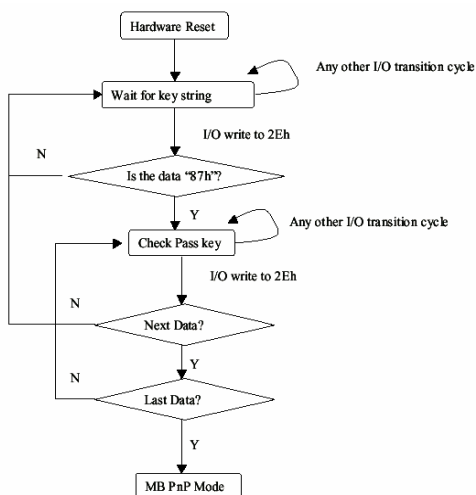 Hardware Reset
Any other I/O transition cycle
Wait for key string
I/O write to 2Eh
N
Is the data “87h”?
Y
Any other I/O transition cycle
Check Pass key
I/O write to 2Eh
N
Next Data?
Y
N
Last Data?
Y
MB PnP Mode